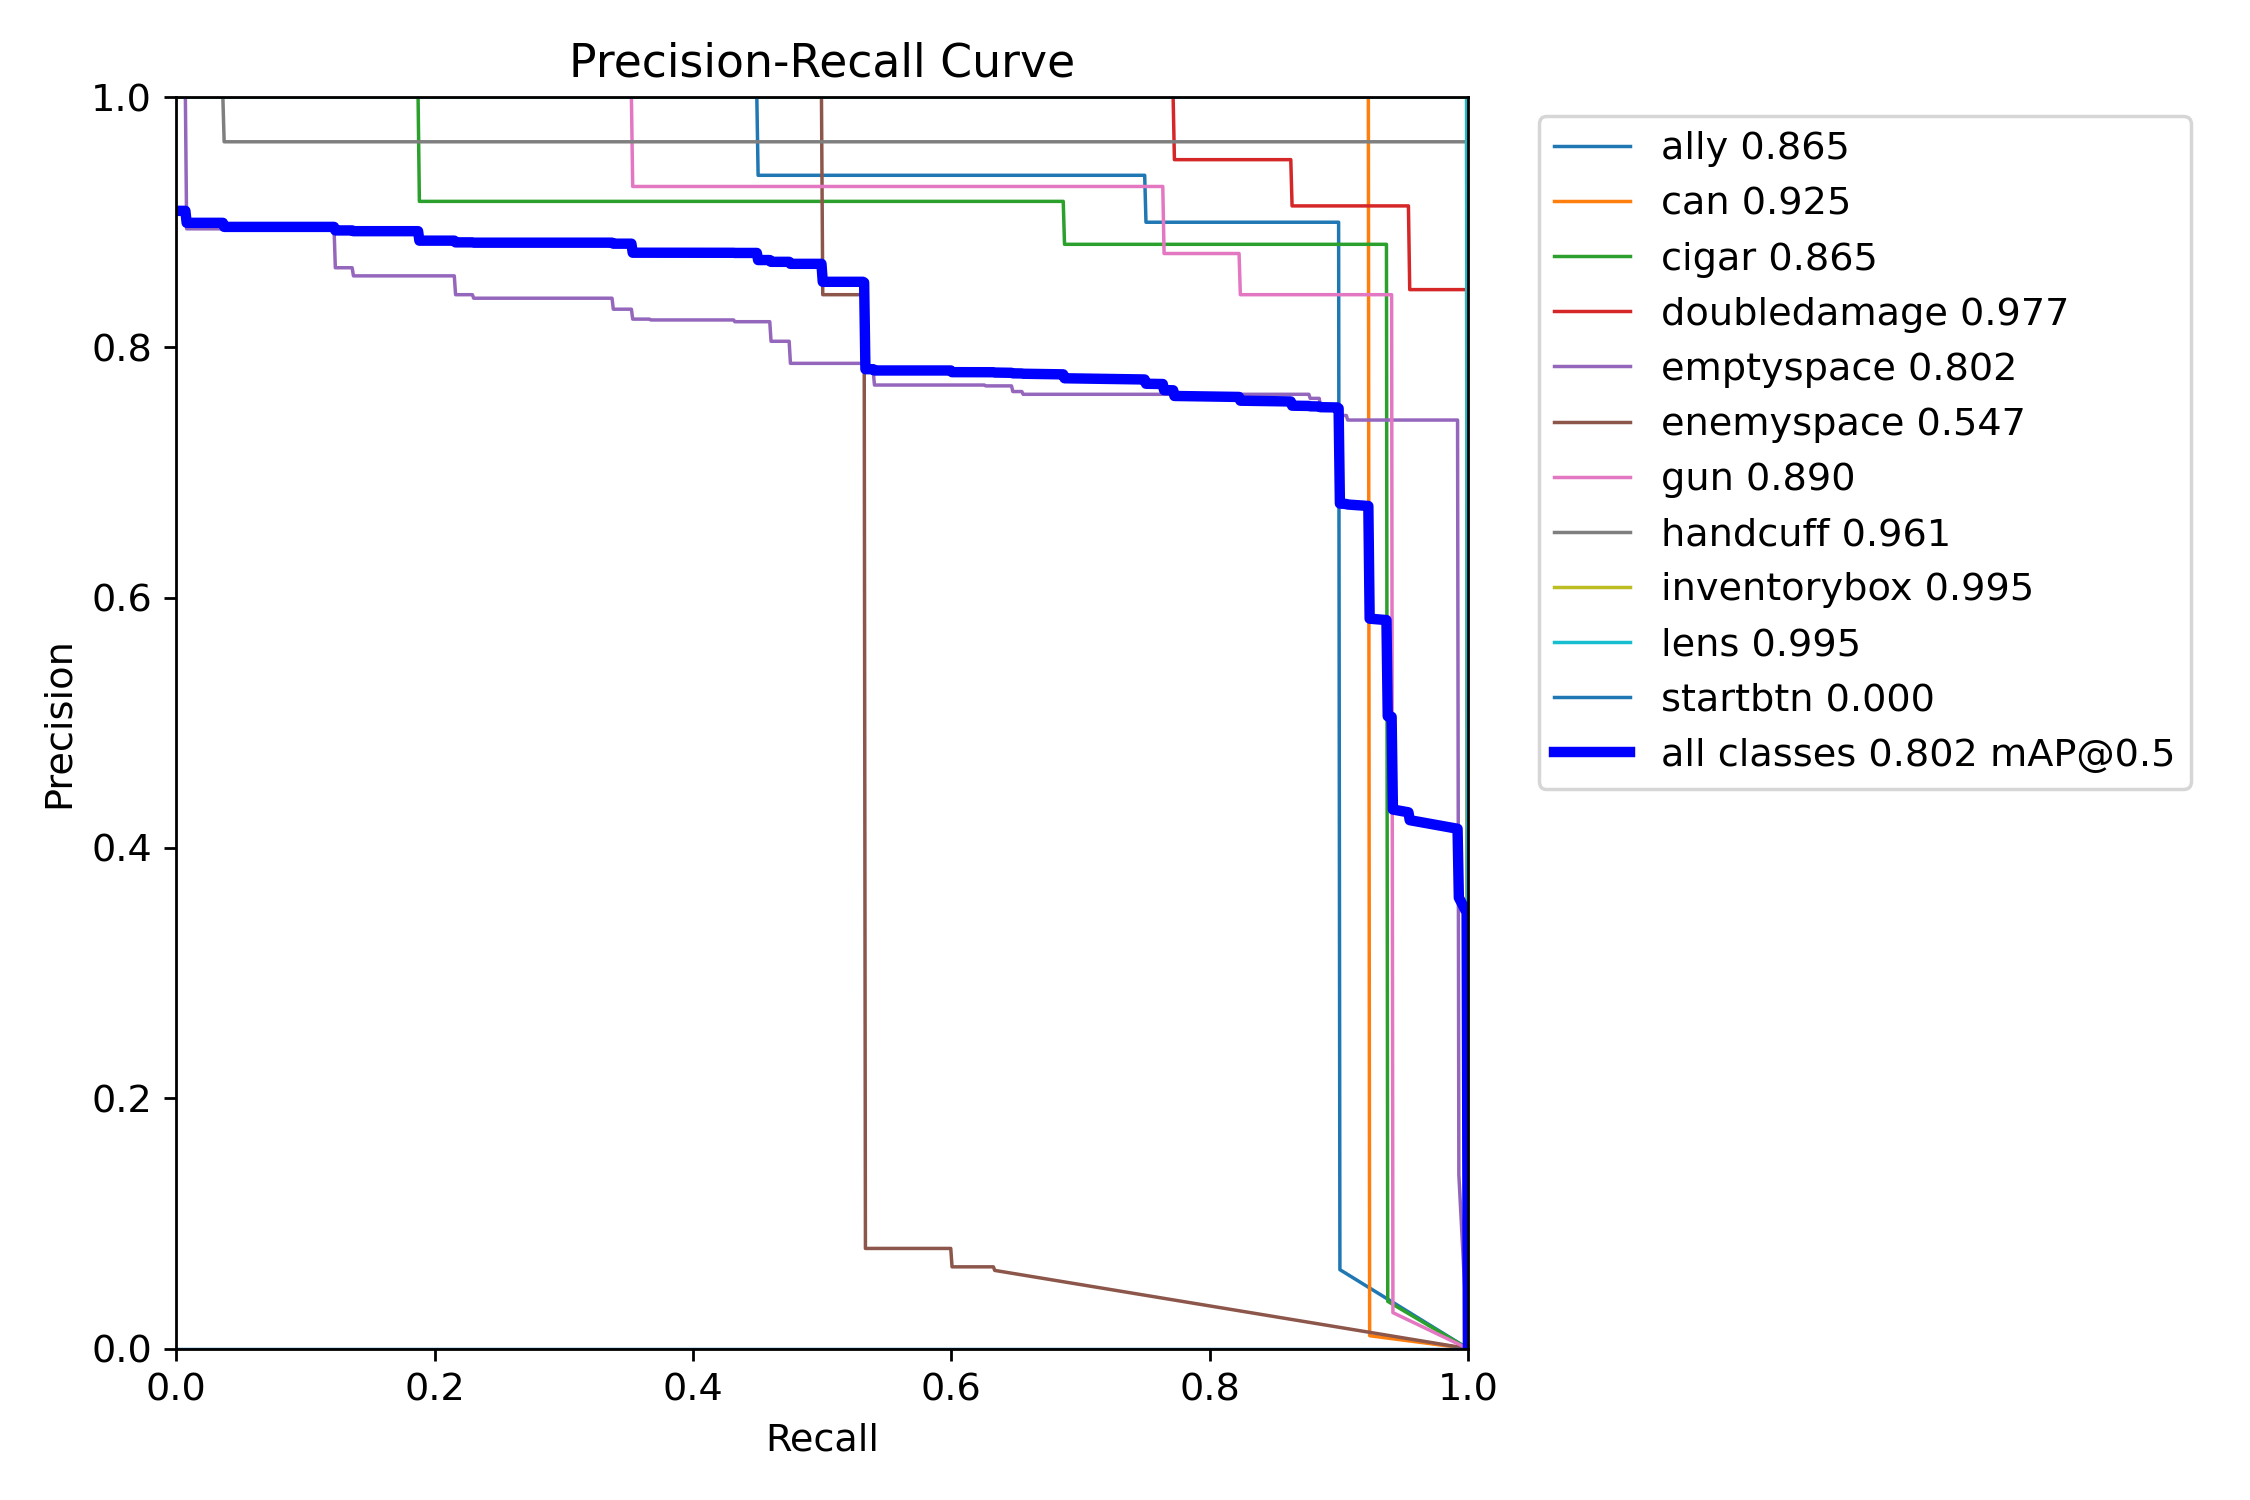 Precision-Recall Curve
1.0
0.8
0.6
0.4
0.2
0.0
Precision
0.0 0.2 0.4 0.6 0.8 1.0
Recall
ally 0.865
can 0.925
cigar 0.865
doubledamage 0.977
emptyspace 0.802
enemyspace 0.547
gun 0.890
handcuff 0.961
inventorybox 0.995
lens 0.995
startbtn 0.000
all classes 0.802 mAP@0.5